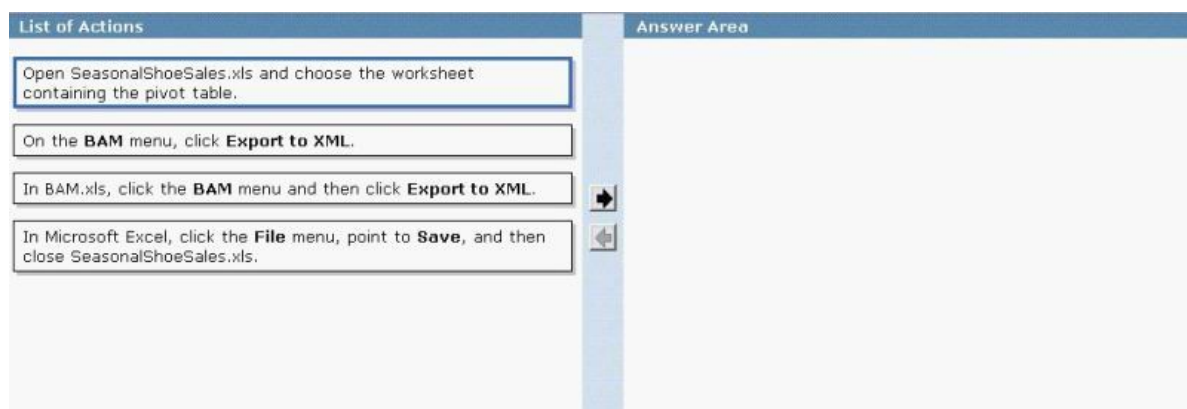 List of Actions
Answer Area
Open SeasonalShoeSales.xls and choose the worksheet
containing the pivot table.
On the BAM menu, click Export to XML.
In BAM.xls, click the BAM menu and then click Export to XML.
In Microsoft Excel, click the File menu, point to Save, and then
close SeasonalShoeSales.xls.